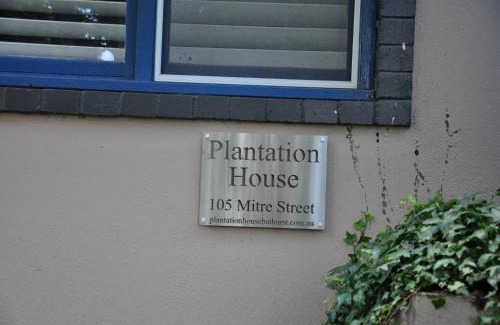 Plantation
House
105 Mitre Street
plantationhousebathurst.com.au